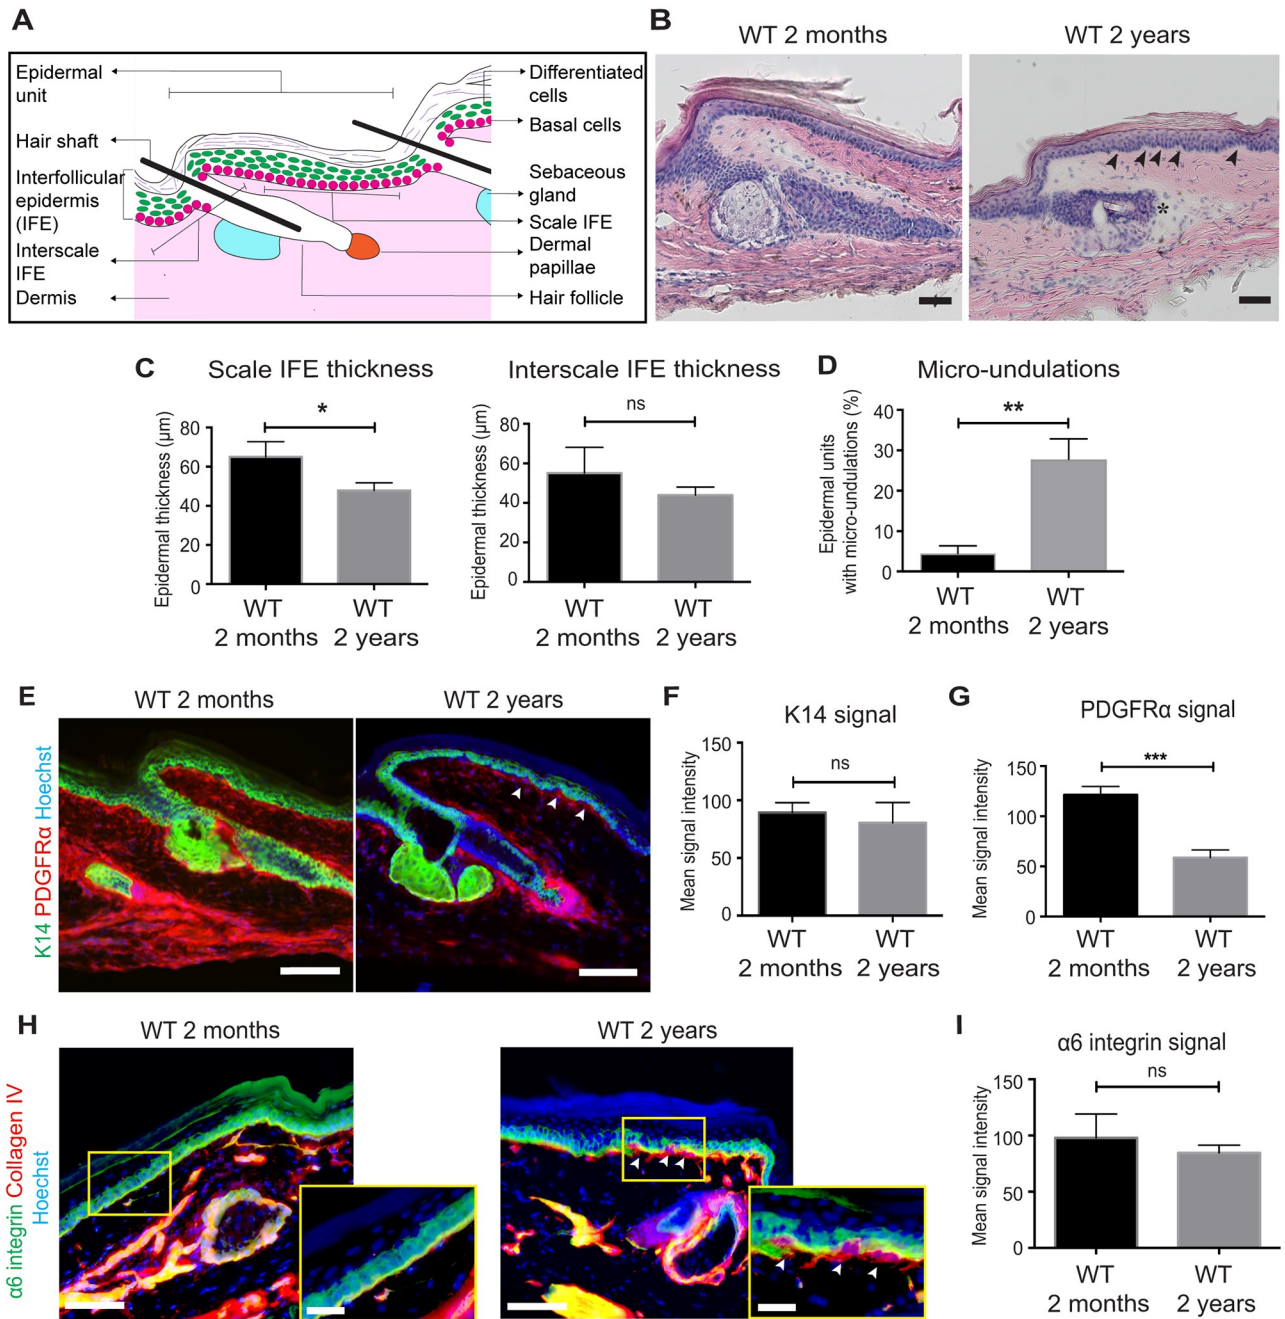 A
Epidermal
unit
Hair shaft
Interfollicular
epidermis
(IFE)
Interscale
IFE
Dermis
Differentiated
cells
Basal cells
Sebaceous
gland
Scale IFE
Dermal
papillae
Hair follicle
B
WT 2 months
WT 2 years
*
C
Scale IFE thickness
Epidermal thickness (μm)
80
60
40
20
0
*
WT
2 months
WT
2 years
Interscale IFE thickness
Epidermal thickness (μm)
80
60
40
20
0
ns
WT
2 months
WT
2 years
D
Micro-undulations
Epidermal units
with micro-undulations (%)
40
30
20
10
0
**
WT
2 months
WT
2 years
E
WT 2 months
WT 2 years
K14 PDGFRα Hoechst
F
K14 signal
Mean signal intensity
150
100
50
0
ns
WT
2 months
WT
2 years
G
PDGFRα signal
Mean signal intensity
150
100
50
0
***
WT
2 months
WT
2 years
H
WT 2 months
WT 2 years
α6 integrin Collagen IV
Hoechst
I
α6 integrin signal
Mean signal intensity
150
100
50
0
ns
WT
2 months
WT
2 years